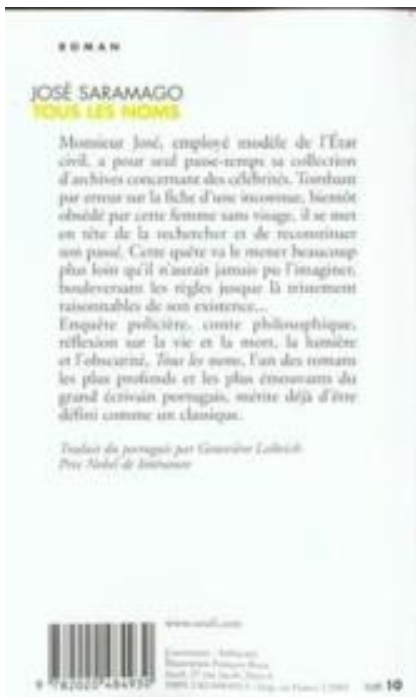 ROMAN
JOSÉ SARAMAGO
TOUS LES NOMS
Monsieur José, employé modèle de l'État
civil, a pour seul passe-temps sa collection
d'archives concernant des célébrités. Tombant
par erreur sur la fiche d'une inconnue, bientôt
obsédé par cette femme sans visage, il se met
en tête de la rechercher et de reconstituer
son passé. Cette quête va le mener beaucoup
plus loin qu'il n'aurait jamais pu l'imaginer,
bouleversant les règles jusque là tristement
raisonnables de son existence...
Enquête policière, conte philosophique,
réflexion sur la vie et la mort, la lumière
et l'obscurité, Tous les noms, l'un des romans
les plus profonds et les plus émouvants du
grand écrivain portugais, mérite déjà d'être
défini comme un classique.
Traduit du portugais par Geneviève Leibrich
Prix Nobel de littérature
www.seuil.com
9 782020 484930
10